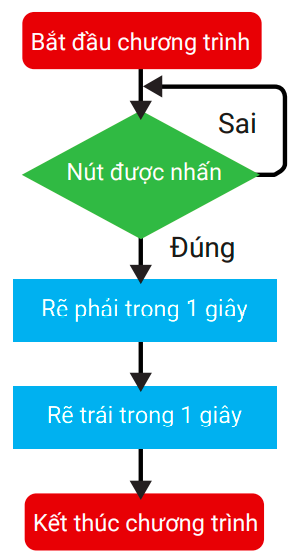 Bắt đầu chương trình
Sai
Nút được nhấn
Đúng
Rẽ phải trong 1 giây
Rẽ trái trong 1 giây
Kết thúc chương trình